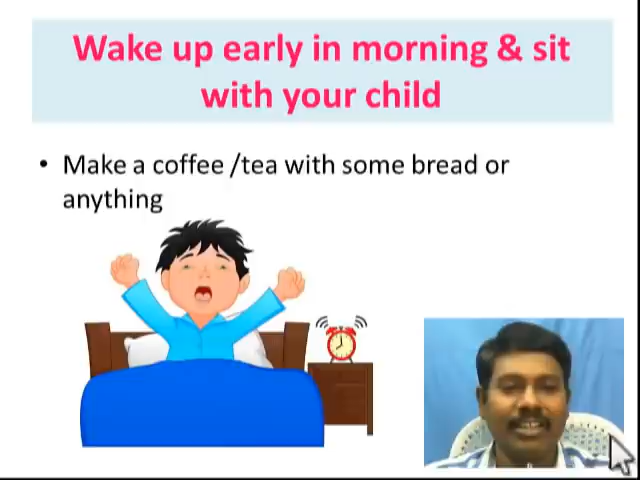 Wake up early in morning & sit
with your child
• Make a coffee /tea with some bread or
anything